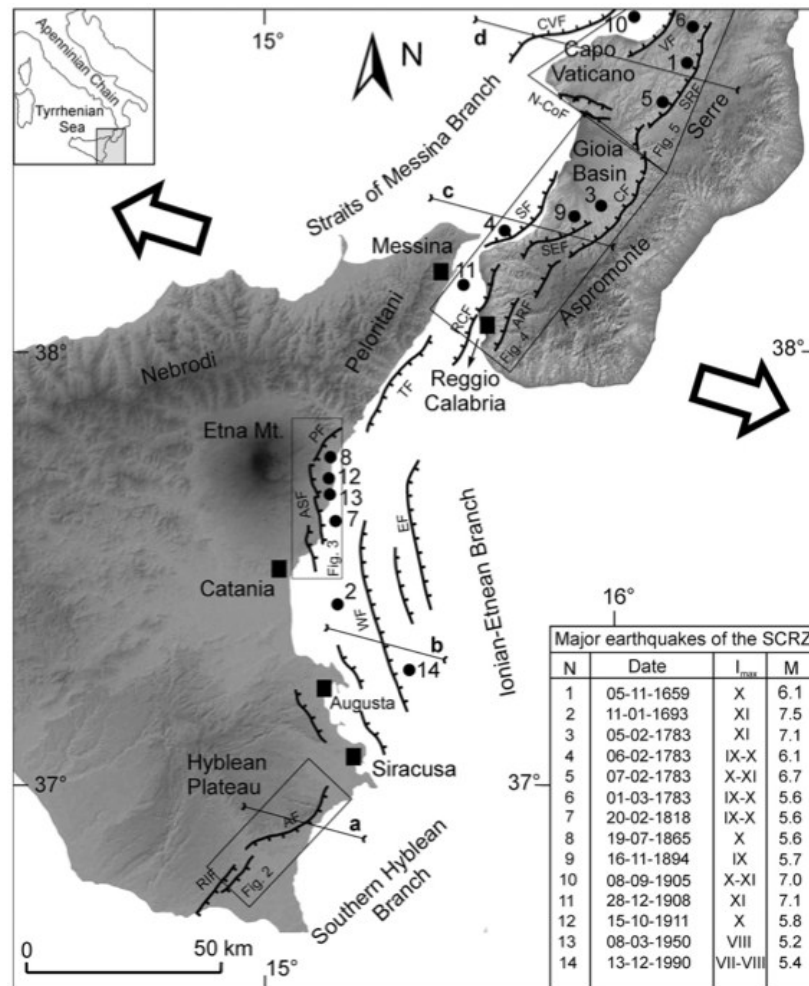 Apenninian Chain
Tyrrhenian
Sea
15°
N
d
CVF
10
6
VF
Capo
Vaticano
1
5
SRF
Serre
N-CoF
Fig. 5
Straits of Messina Branch
Gioia
Basin
c
3
CF
9
SF
4
SEF
Messina
11
Aspromonte
RCF
ARF
Fig. 4
Peloritani
38°
38°
Nebrodi
Reggio
Calabria
TF
Etna Mt.
PF
8
12
13
ASF
7
Fig. 3
EF
Ionian-Etnean Branch
Catania
2
WF
b
14
16°
Augusta
Hyblean
Plateau
Siracusa
37°
37°
a
AF
Fig. 2
Southern Hyblean
Branch
0 50 km
15°
Major earthquakes of the SCRZ
N Date Imax M
1 05-11-1659 X 6.1
2 11-01-1693 XI 7.5
3 05-02-1783 XI 7.1
4 06-02-1783 IX-X 6.1
5 07-02-1783 X-XI 6.7
6 01-03-1783 IX-X 5.6
7 20-02-1818 IX-X 5.6
8 19-07-1865 X 5.6
9 16-11-1894 IX 5.7
10 08-09-1905 X-XI 7.0
11 28-12-1908 XI 7.1
12 15-10-1911 X 5.8
13 08-03-1950 VIII 5.2
14 13-12-1990 VII-VIII 5.4